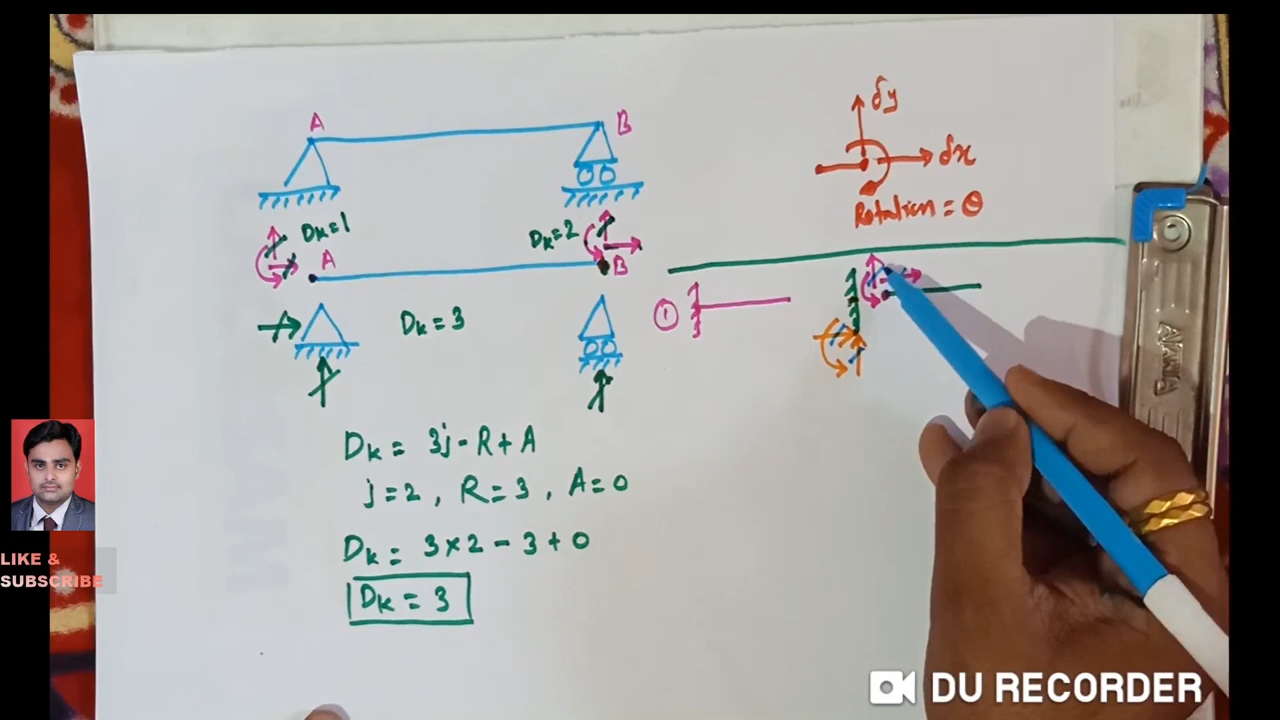 A
B
δy
δx
Rotation = θ
Dk=1
Dk=2
A
B
Dk = 3
①
Dk = 3j - R + A
j=2, R=3, A=0
Dk = 3×2 - 3 + 0
Dk = 3
LIKE &
SUBSCRIBE
DU RECORDER